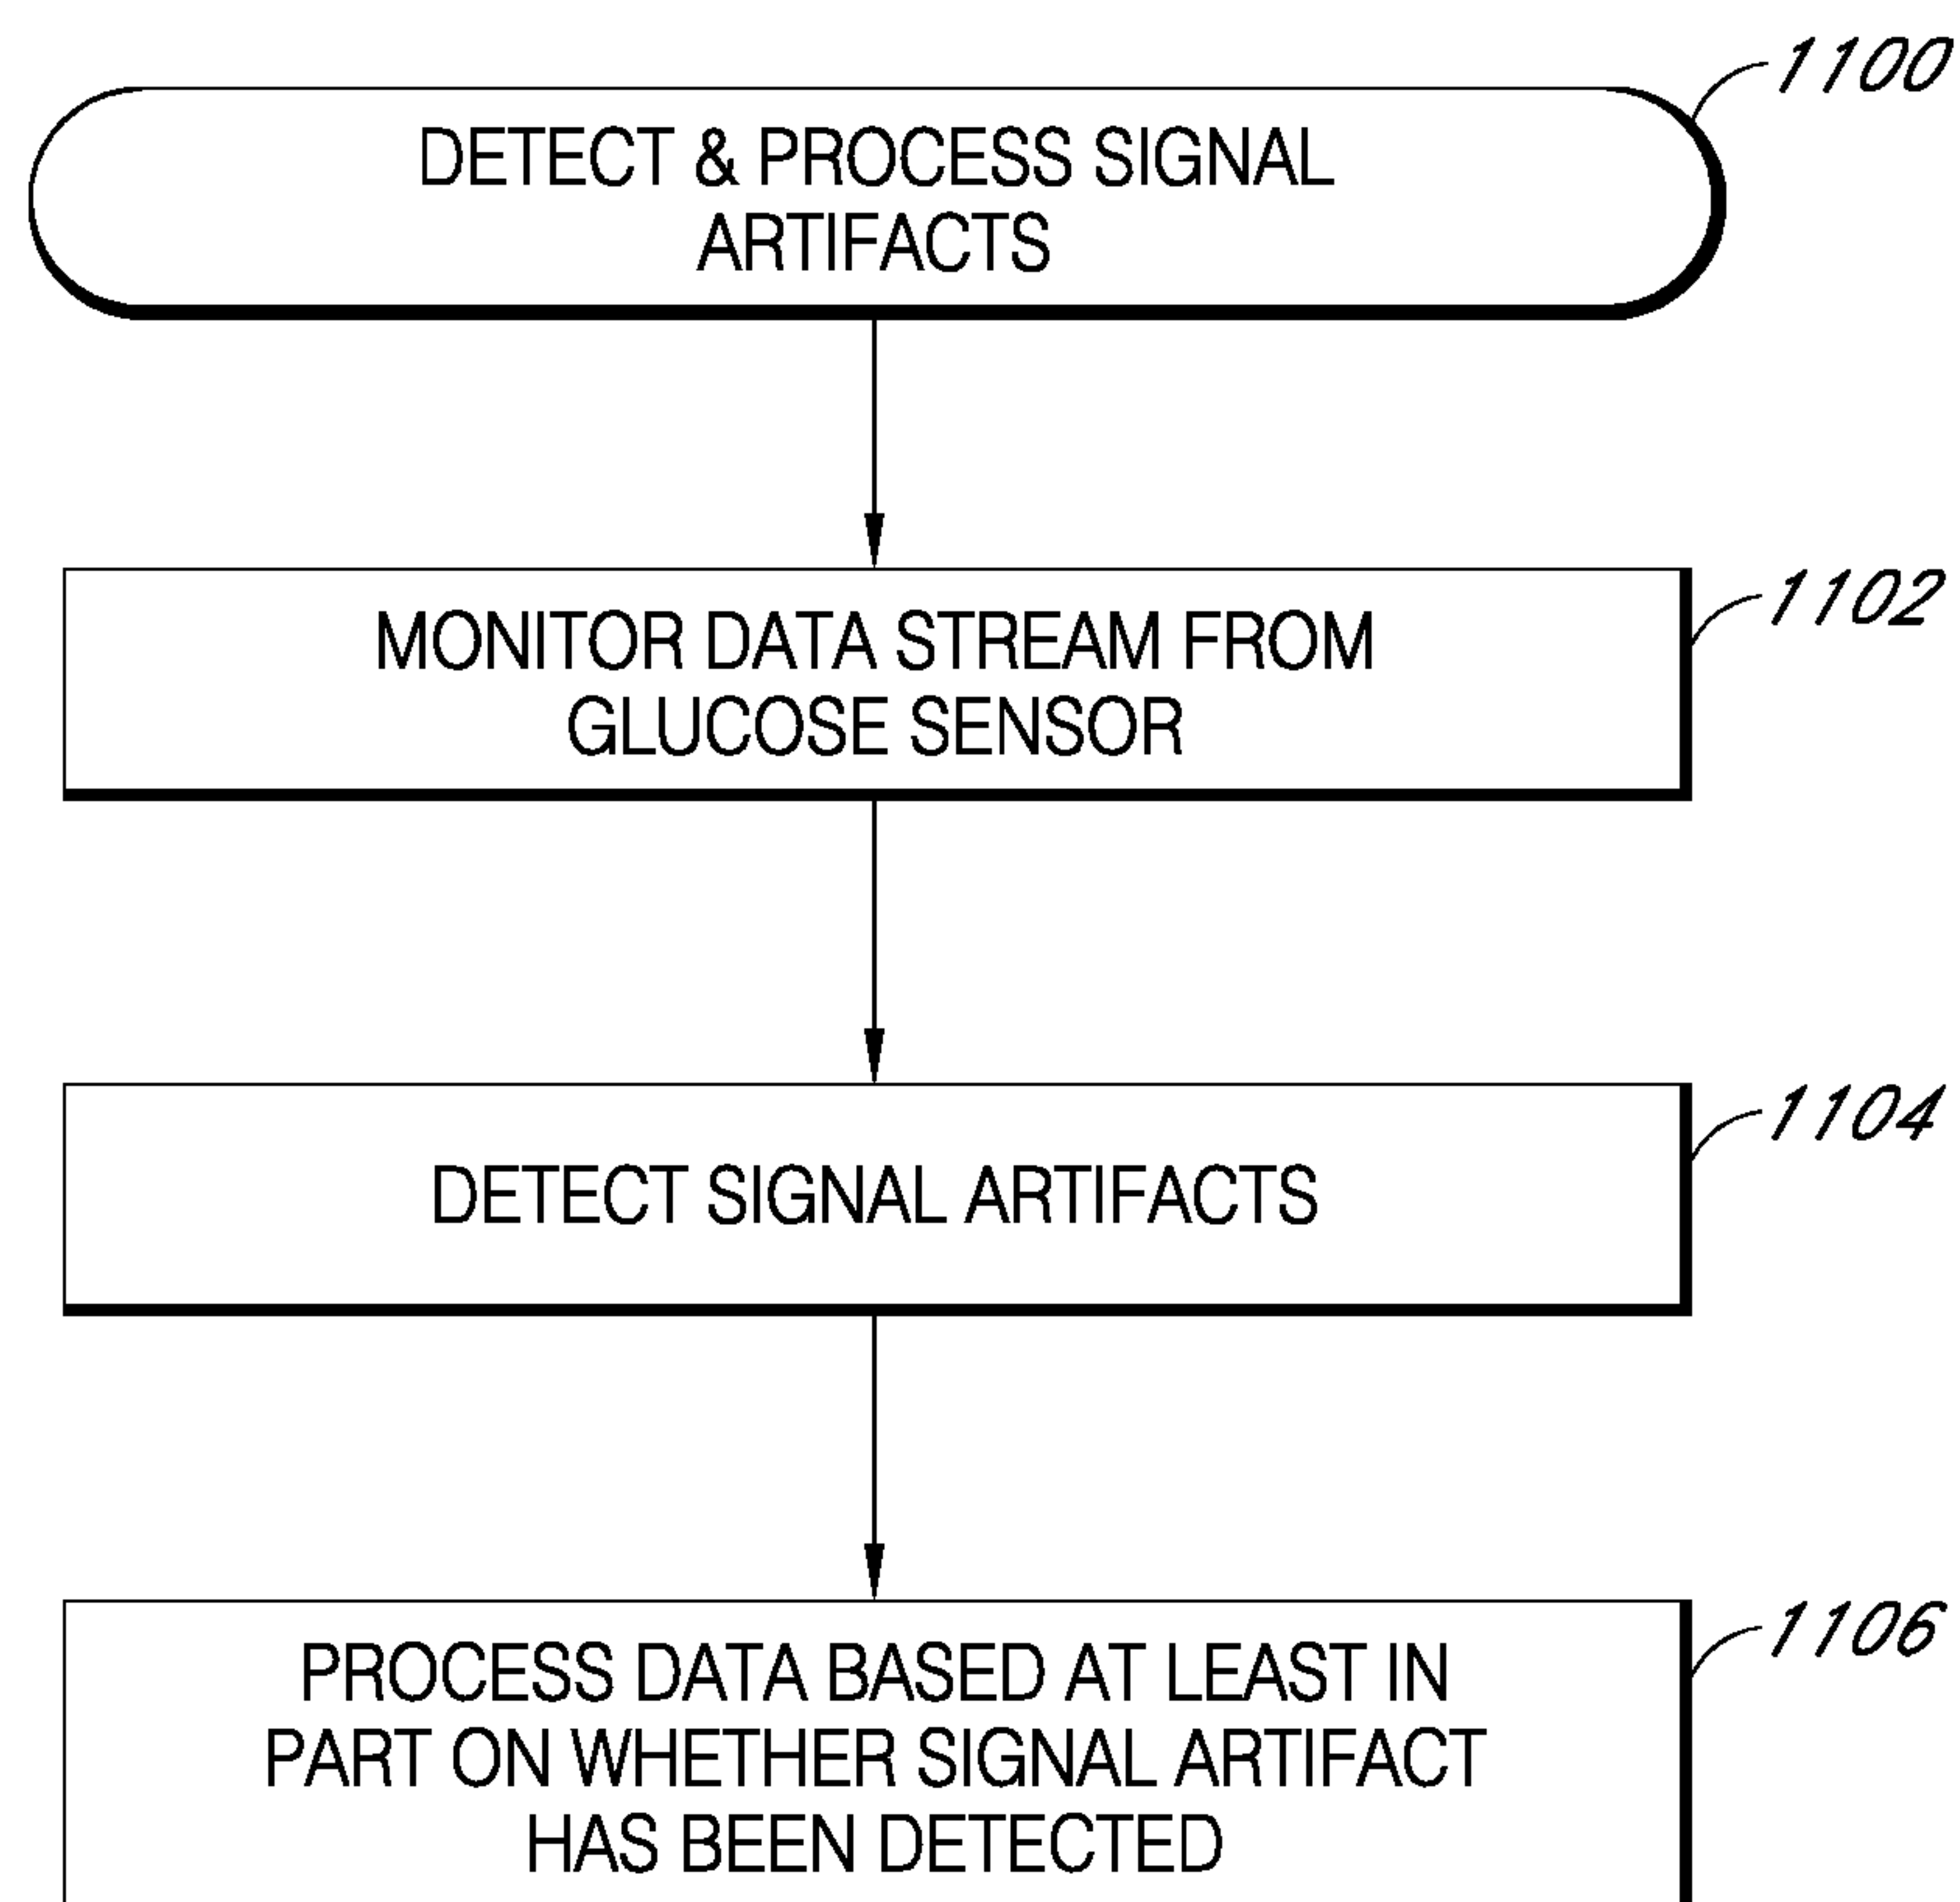 1100
DETECT & PROCESS SIGNAL
ARTIFACTS
1102
MONITOR DATA STREAM FROM
GLUCOSE SENSOR
1104
DETECT SIGNAL ARTIFACTS
1106
PROCESS DATA BASED AT LEAST IN
PART ON WHETHER SIGNAL ARTIFACT
HAS BEEN DETECTED